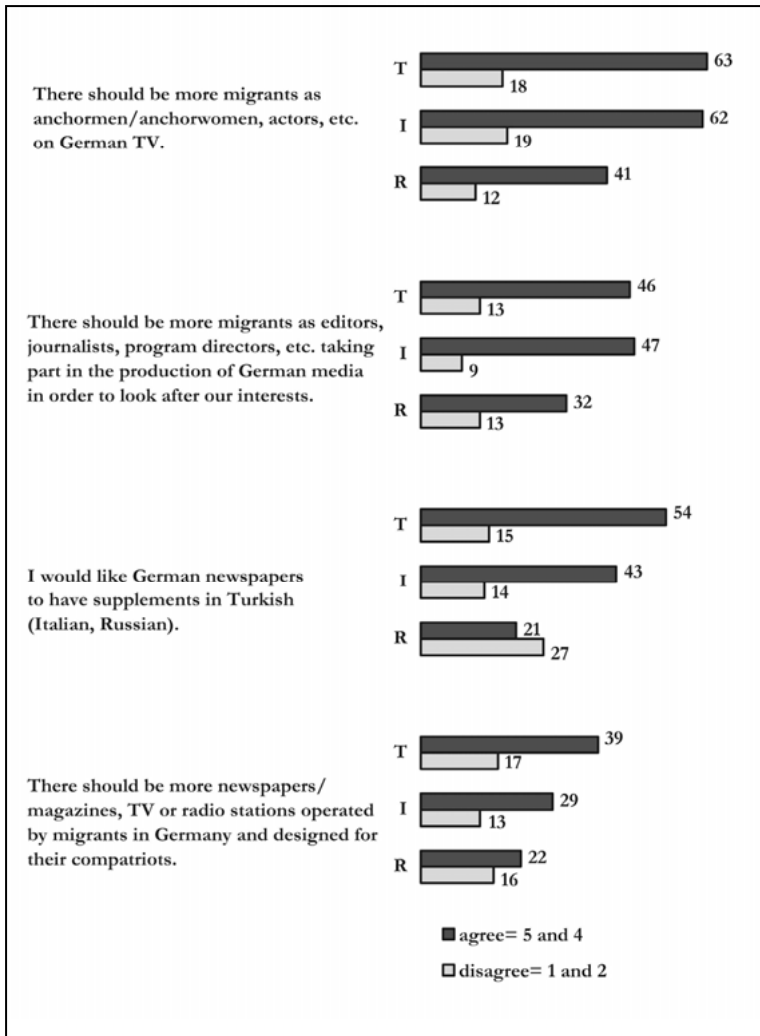 There should be more migrants as
anchormen/anchorwomen, actors, etc.
on German TV.
T
63
18
I
62
19
R
41
12
There should be more migrants as editors,
journalists, program directors, etc. taking
part in the production of German media
in order to look after our interests.
T
46
13
I
47
9
R
32
13
I would like German newspapers
to have supplements in Turkish
(Italian, Russian).
T
54
15
I
43
14
R
21
27
There should be more newspapers/
magazines, TV or radio stations operated
by migrants in Germany and designed for
their compatriots.
T
39
17
I
29
13
R
22
16
agree= 5 and 4
disagree= 1 and 2